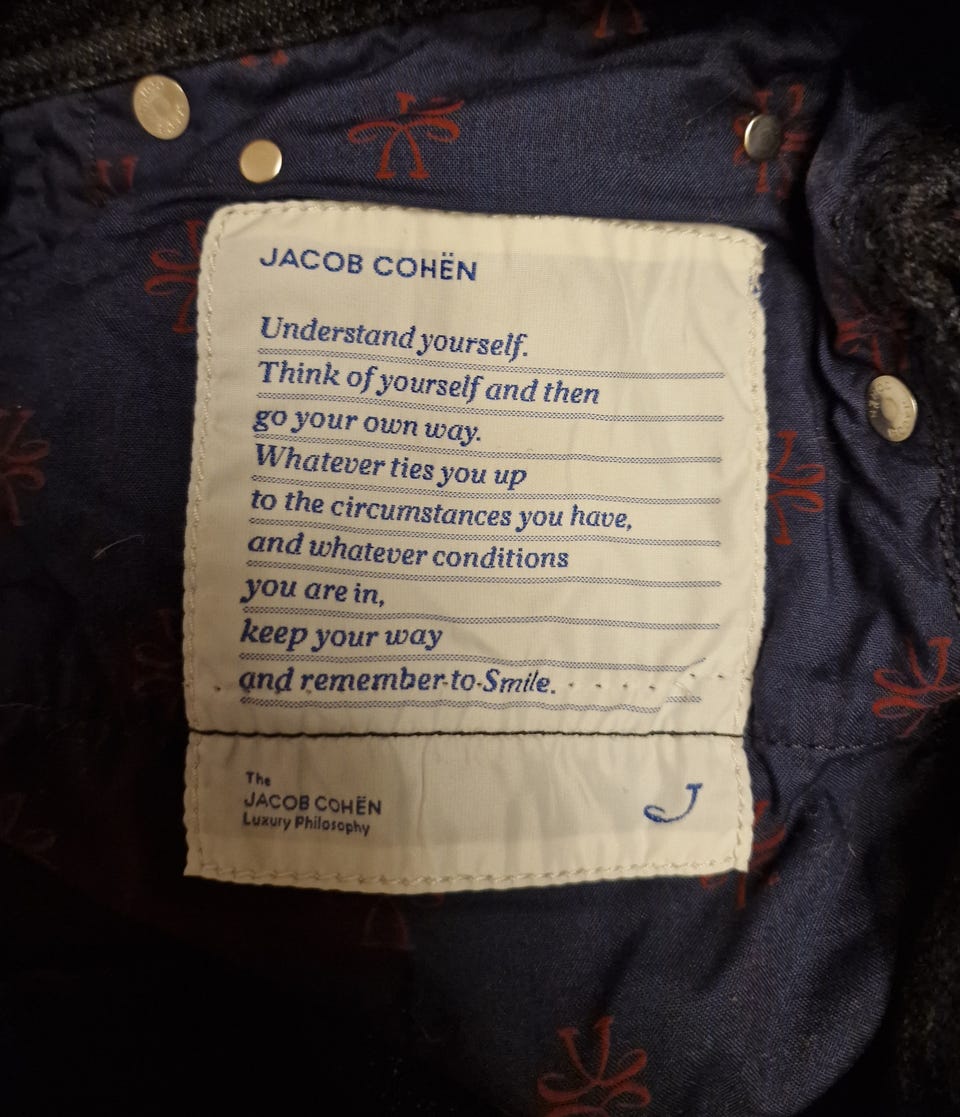 JACOB COHËN
Understand yourself.
Think of yourself and then
go your own way.
Whatever ties you up
to the circumstances you have,
and whatever conditions
you are in,
keep your way
and remember to Smile.
The
JACOB COHËN
Luxury Philosophy
J